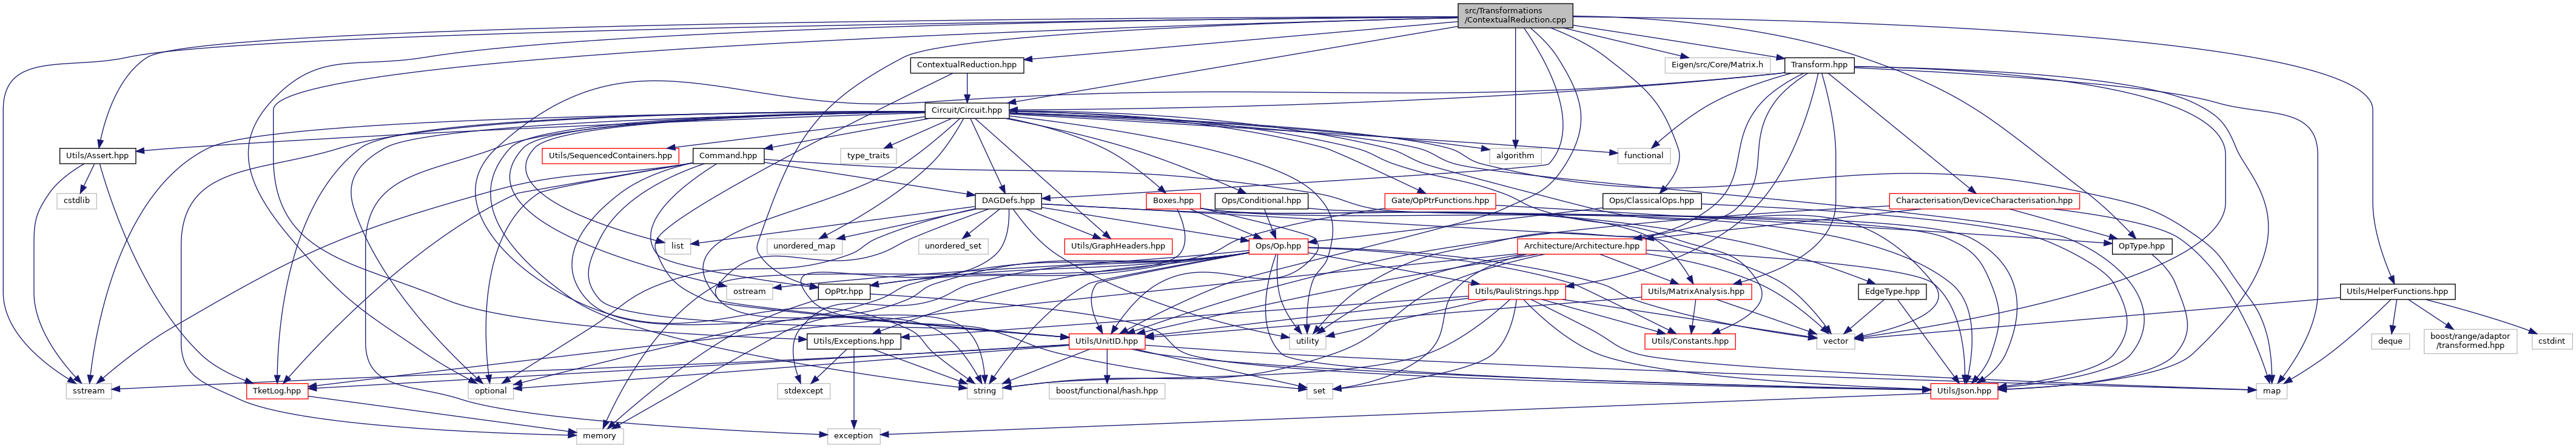 src/Transformations
/ContextualReduction.cpp
ContextualReduction.hpp
Eigen/src/Core/Matrix.h
Transform.hpp
Circuit/Circuit.hpp
Utils/Assert.hpp
Utils/SequencedContainers.hpp
Command.hpp
type_traits
algorithm
functional
cstdlib
DAGDefs.hpp
Boxes.hpp
Ops/Conditional.hpp
Gate/OpPtrFunctions.hpp
Ops/ClassicalOps.hpp
Characterisation/DeviceCharacterisation.hpp
list
unordered_map
unordered_set
Utils/GraphHeaders.hpp
Ops/Op.hpp
Architecture/Architecture.hpp
OpType.hpp
ostream
OpPtr.hpp
Utils/PauliStrings.hpp
Utils/MatrixAnalysis.hpp
EdgeType.hpp
Utils/HelperFunctions.hpp
Utils/Exceptions.hpp
Utils/UnitID.hpp
utility
Utils/Constants.hpp
vector
deque
boost/range/adaptor
/transformed.hpp
cstdint
sstream
TketLog.hpp
optional
stdexcept
string
boost/functional/hash.hpp
set
Utils/Json.hpp
map
memory
exception